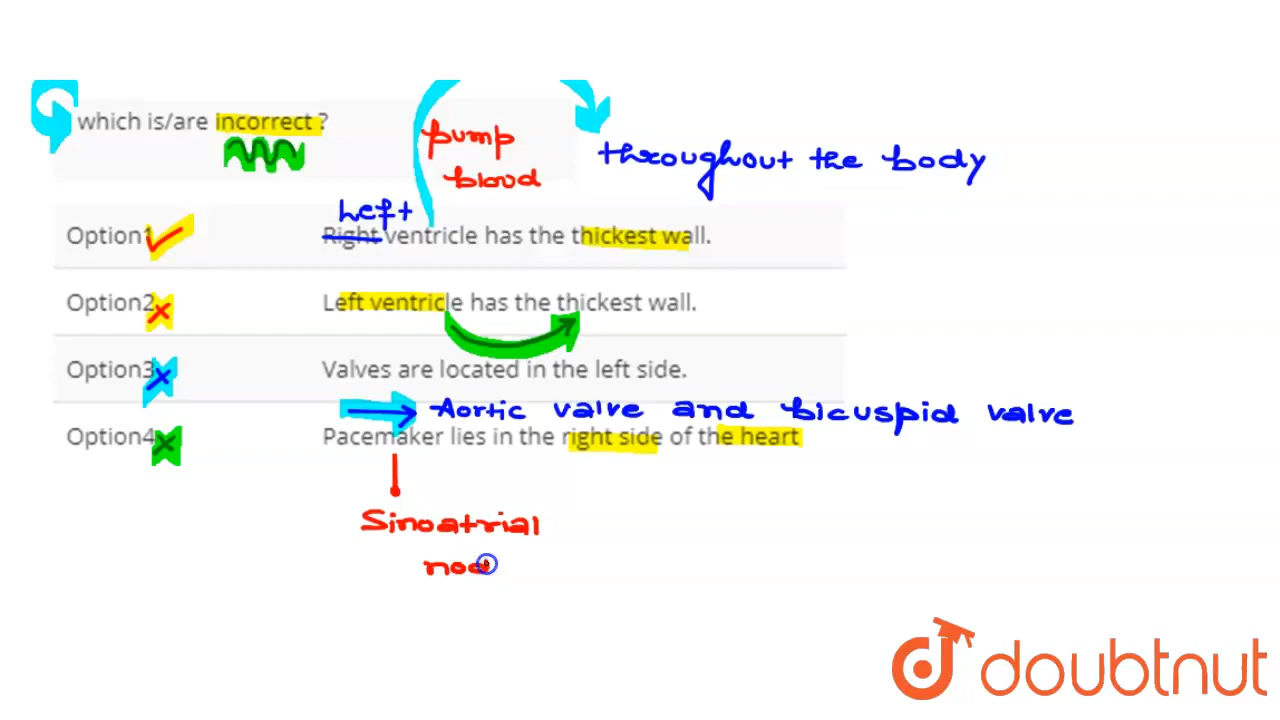 which is/are incorrect ?
pump
blood
throughout the body
Left
Option1 Right ventricle has the thickest wall.
Option2 Left ventricle has the thickest wall.
Option3 Valves are located in the left side.
Aortic valve and bicuspid valve
Option4 Pacemaker lies in the right side of the heart
Sinoatrial
nod
doubtnut